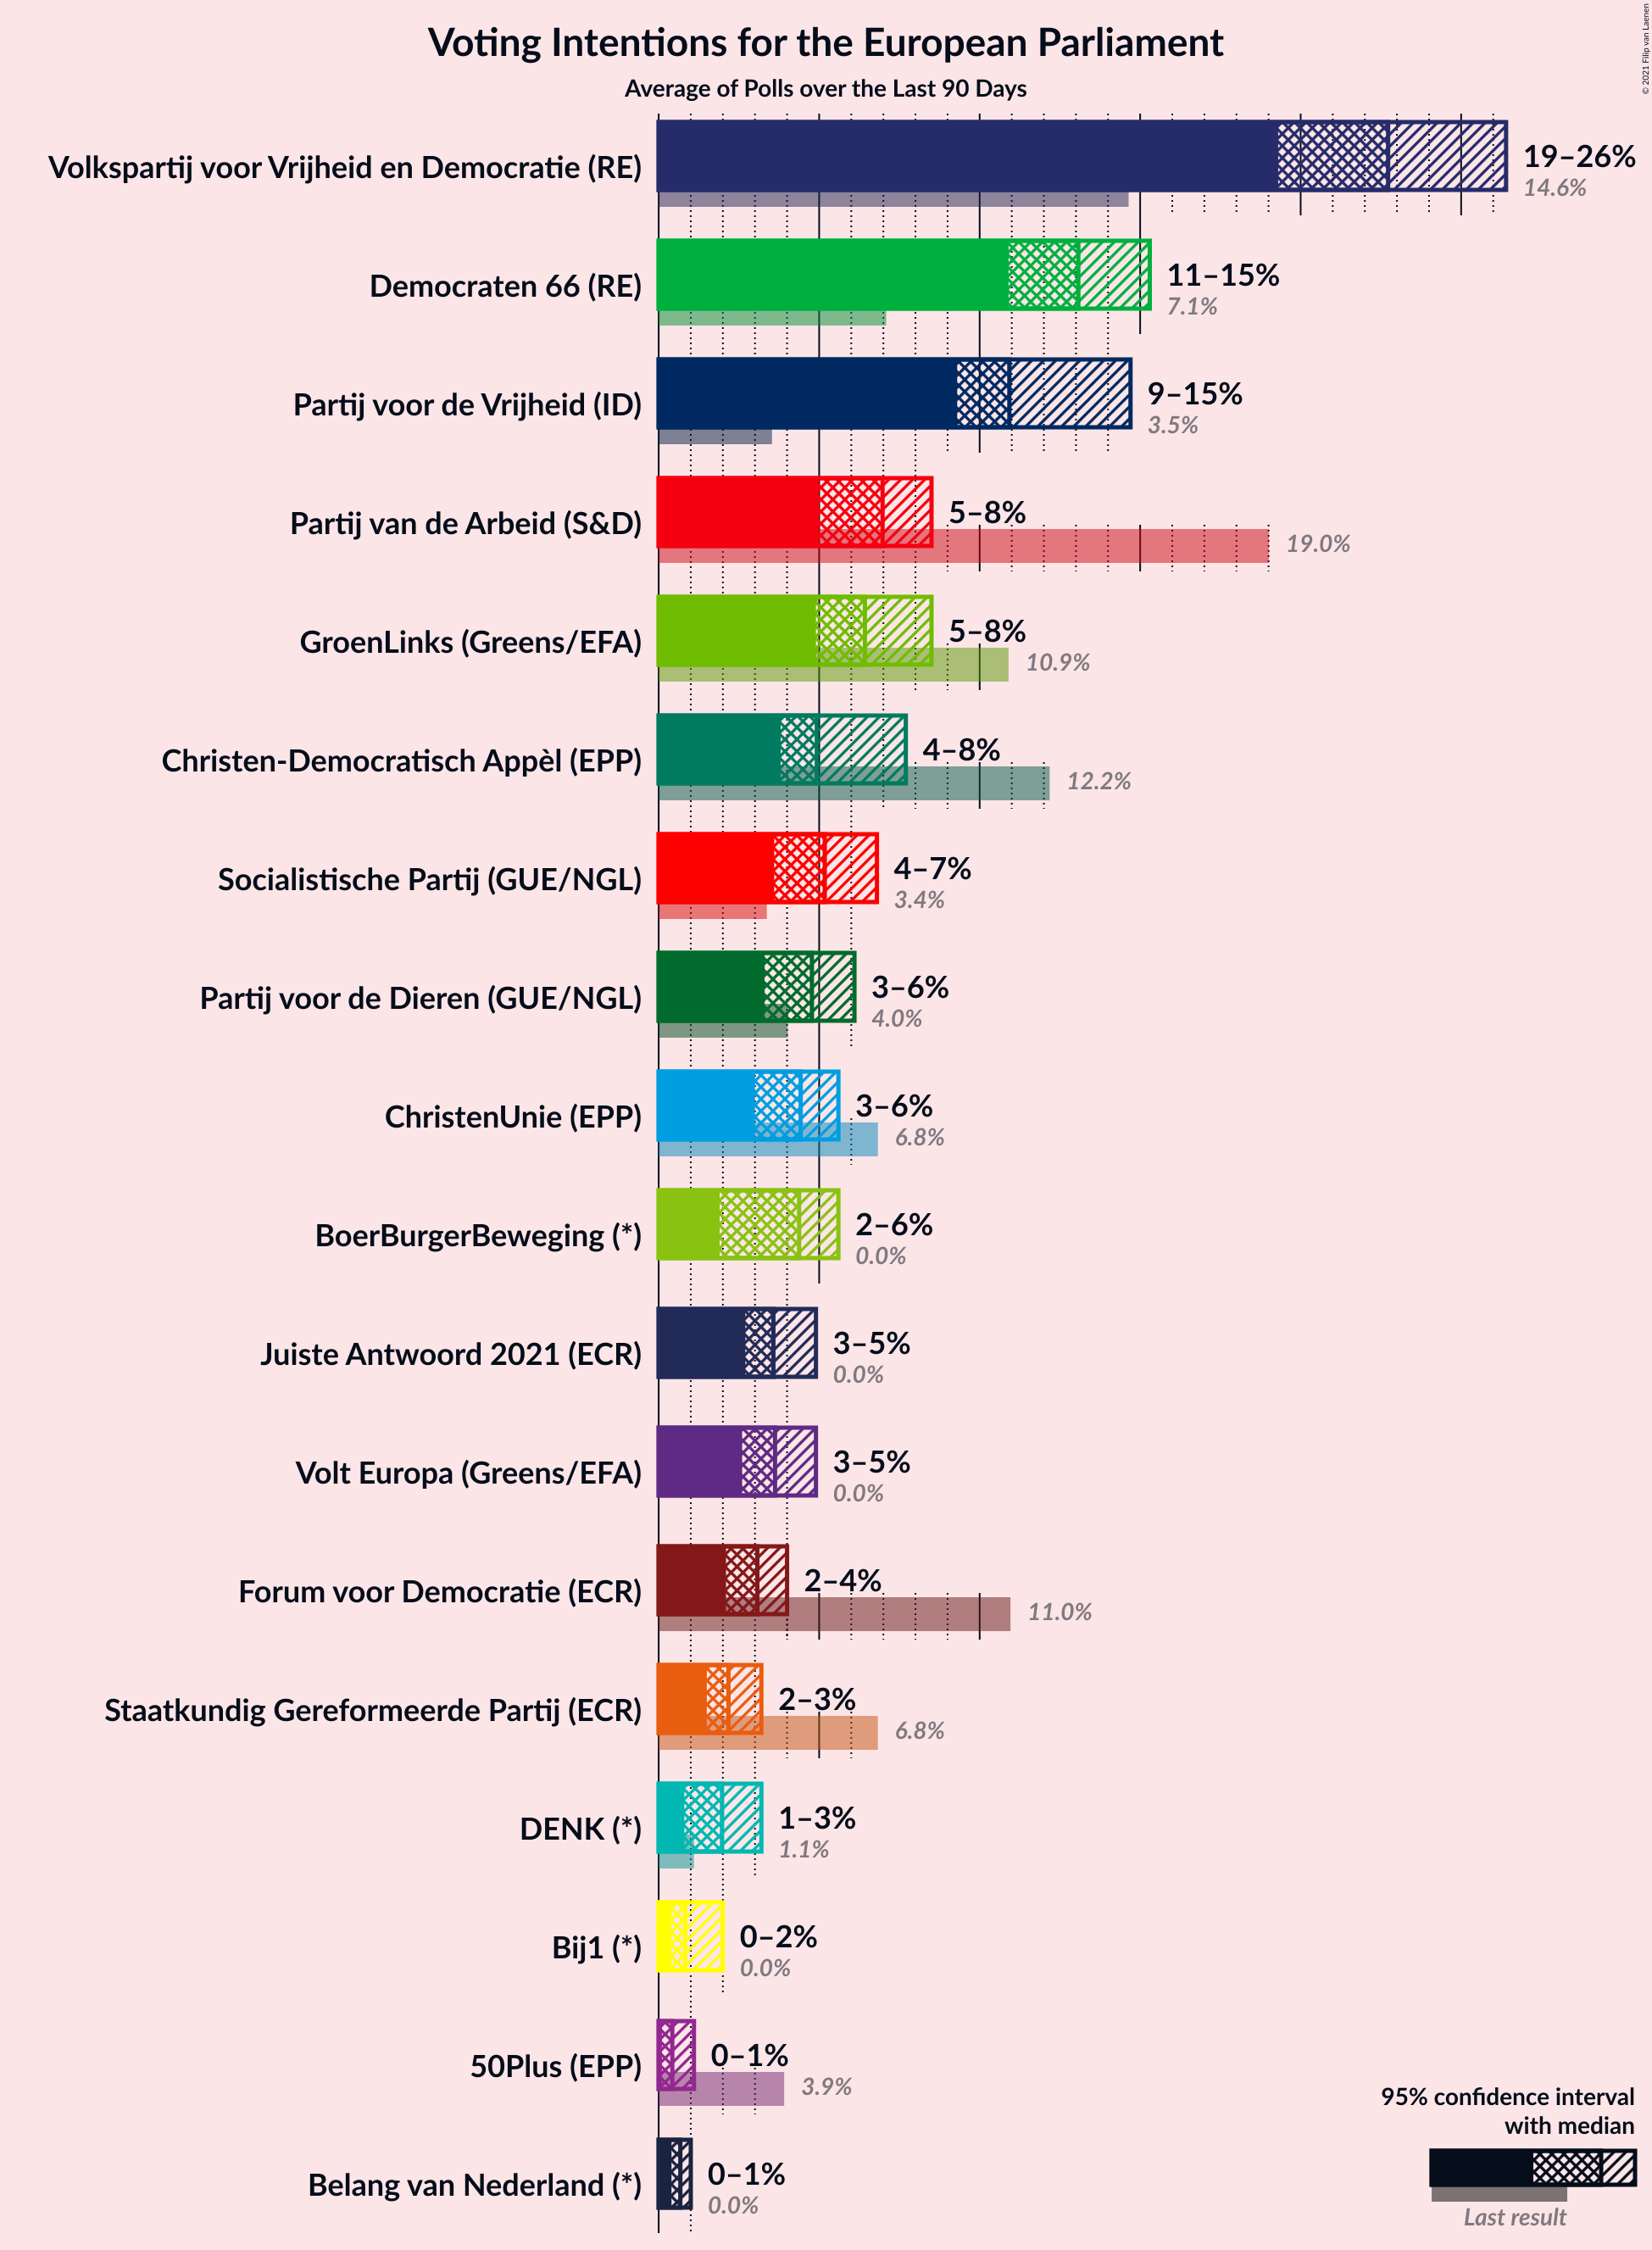 Voting Intentions for the European Parliament
Average of Polls over the Last 90 Days
© 2021 Filip van Laenen
Volkspartij voor Vrijheid en Democratie (RE)
19–26%
14.6%
Democraten 66 (RE)
11–15%
7.1%
Partij voor de Vrijheid (ID)
9–15%
3.5%
Partij van de Arbeid (S&D)
5–8%
19.0%
GroenLinks (Greens/EFA)
5–8%
10.9%
Christen-Democratisch Appèl (EPP)
4–8%
12.2%
Socialistische Partij (GUE/NGL)
4–7%
3.4%
Partij voor de Dieren (GUE/NGL)
3–6%
4.0%
ChristenUnie (EPP)
3–6%
6.8%
BoerBurgerBeweging (*)
2–6%
0.0%
Juiste Antwoord 2021 (ECR)
3–5%
0.0%
Volt Europa (Greens/EFA)
3–5%
0.0%
Forum voor Democratie (ECR)
2–4%
11.0%
Staatkundig Gereformeerde Partij (ECR)
2–3%
6.8%
DENK (*)
1–3%
1.1%
Bij1 (*)
0–2%
0.0%
50Plus (EPP)
0–1%
3.9%
Belang van Nederland (*)
0–1%
0.0%
95% confidence interval
with median
Last result